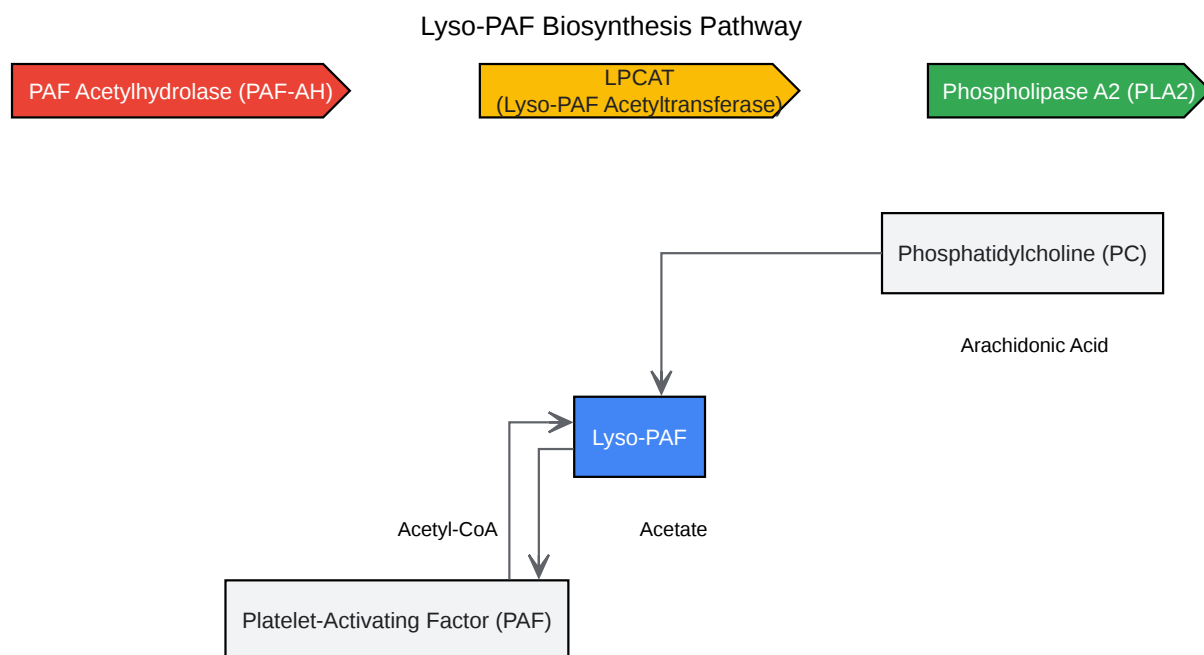 Lyso-PAF Biosynthesis Pathway
PAF Acetylhydrolase (PAF-AH)
LPCAT
(Lyso-PAF Acetyltransferase)
Phospholipase A2 (PLA2)
Phosphatidylcholine (PC)
Arachidonic Acid
Lyso-PAF
Acetyl-CoA
Acetate
Platelet-Activating Factor (PAF)